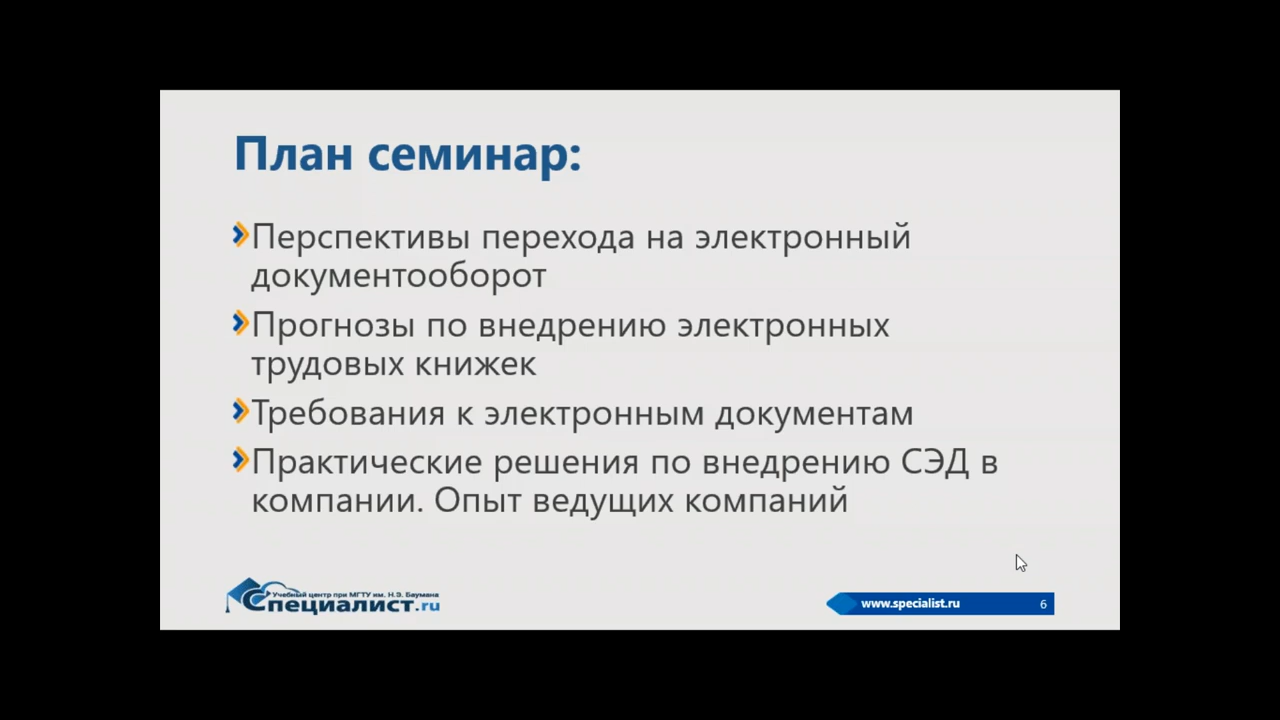 План семинар:
Перспективы перехода на электронный
документооборот
Прогнозы по внедрению электронных
трудовых книжек
Требования к электронным документам
Практические решения по внедрению СЭД в
компании. Опыт ведущих компаний
Учебный центр при МГТУ им. Н.Э. Баумана
Специалист.ru
www.specialist.ru 6